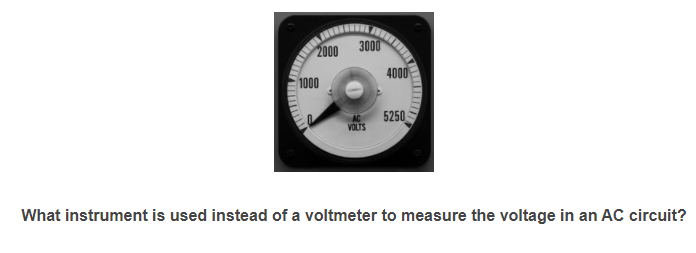 2000 3000
1000 4000
0 5250
AC
VOLTS
What instrument is used instead of a voltmeter to measure the voltage in an AC circuit?